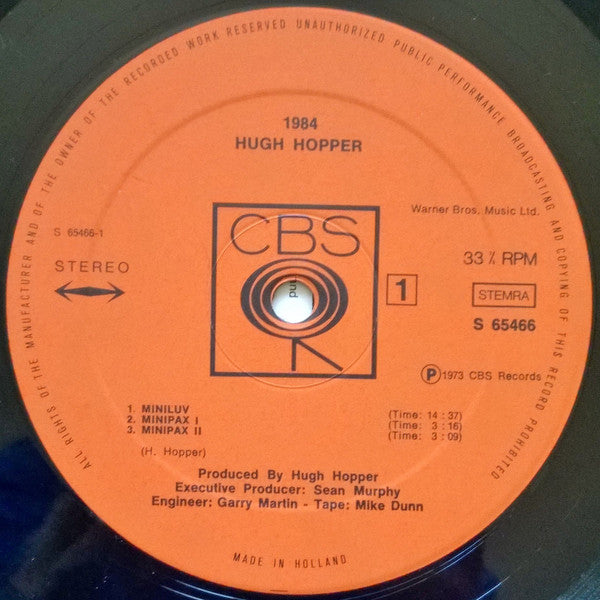 ALL RIGHTS OF THE MANUFACTURER AND OF THE OWNER OF THE RECORDED WORK RESERVED UNAUTHORIZED PUBLIC PERFORMANCE BROADCASTING AND COPYING OF THIS RECORD PROHIBITED
1984
HUGH HOPPER
Warner Bros. Music Ltd.
S 65466-1
CBS
STEREO
33⅓ RPM
1
STEMRA
S 65466
℗ 1973 CBS Records
1. MINILUV (Time: 14 : 37)
2. MINIPAX I (Time: 3 : 16)
3. MINIPAX II (Time: 3 : 09)
(H. Hopper)
Produced By Hugh Hopper
Executive Producer: Sean Murphy
Engineer: Garry Martin - Tape: Mike Dunn
MADE IN HOLLAND